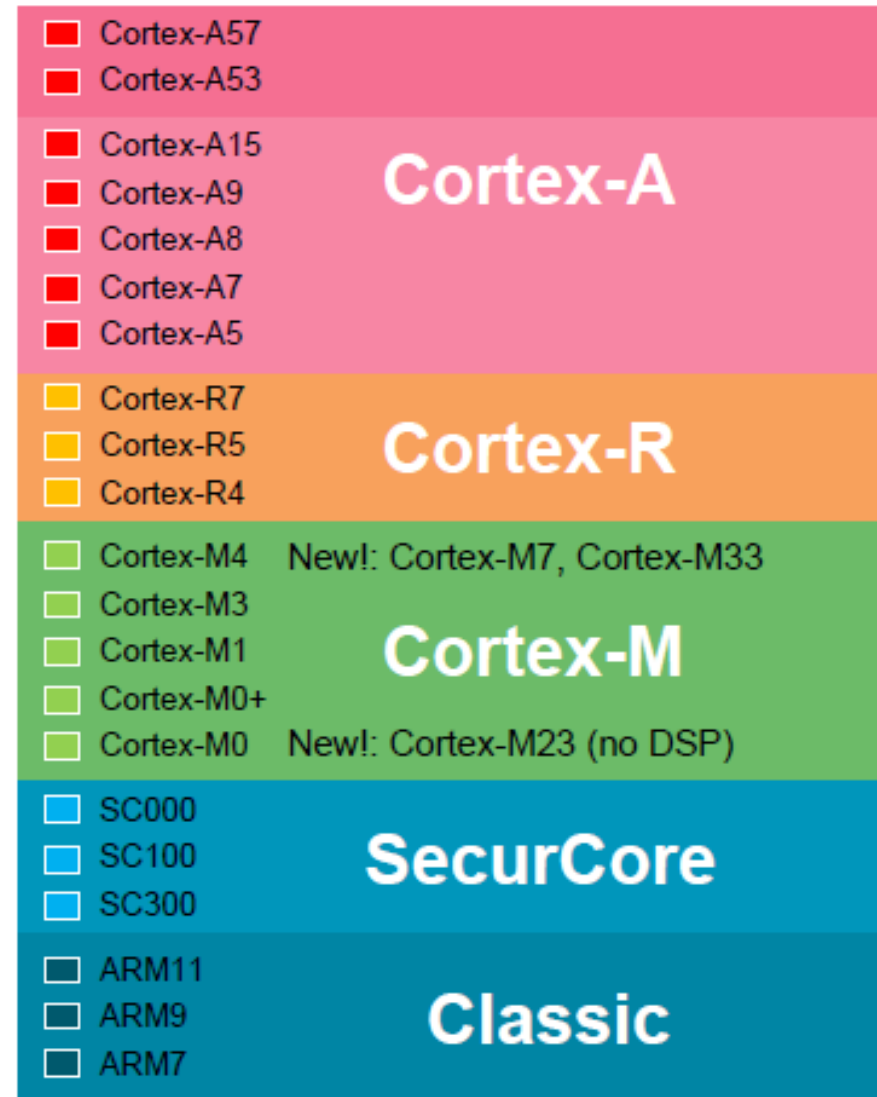 Cortex-A57
Cortex-A53
Cortex-A15
Cortex-A
Cortex-A9
Cortex-A8
Cortex-A7
Cortex-A5
Cortex-R7
Cortex-R5
Cortex-R
Cortex-R4
Cortex-M4 New!: Cortex-M7, Cortex-M33
Cortex-M3
Cortex-M1
Cortex-M
Cortex-M0+
Cortex-M0 New!: Cortex-M23 (no DSP)
SC000
SC100
SecurCore
SC300
ARM11
ARM9
Classic
ARM7